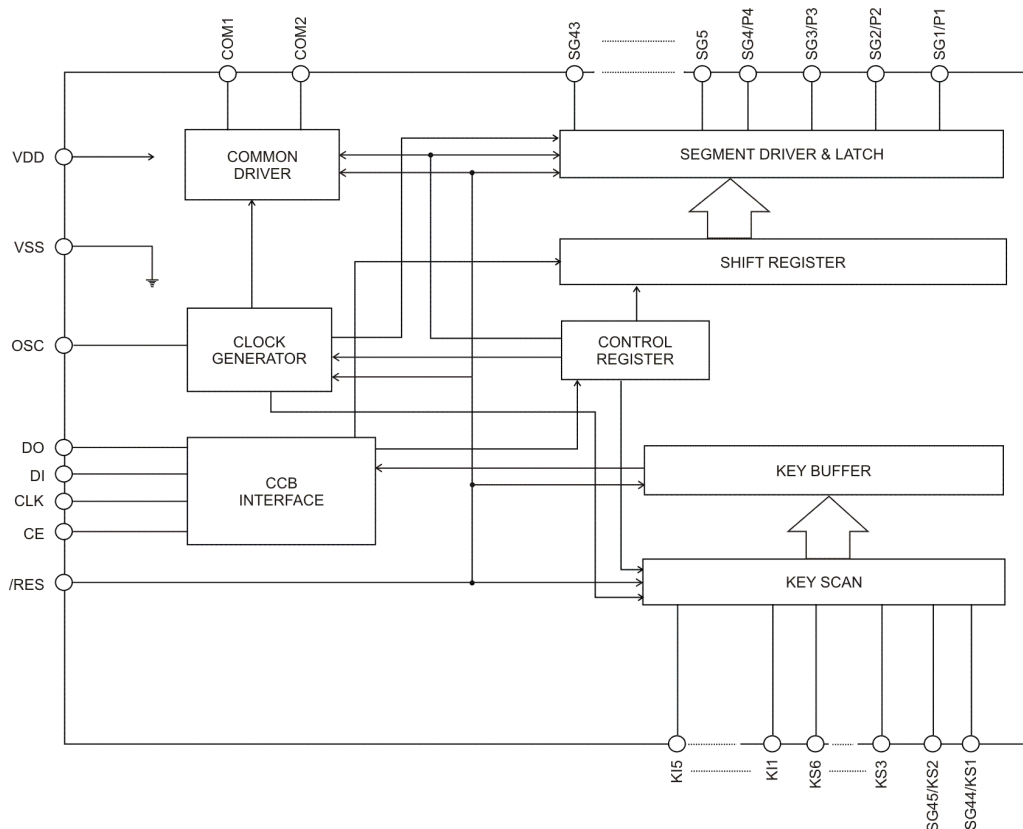 COM1
COM2
SG43
SG5
SG4/P4
SG3/P3
SG2/P2
SG1/P1
VDD
COMMON
DRIVER
SEGMENT DRIVER & LATCH
VSS
SHIFT REGISTER
OSC
CLOCK
GENERATOR
CONTROL
REGISTER
DO
DI
CLK
CE
CCB
INTERFACE
KEY BUFFER
/RES
KEY SCAN
KI5
KI1
KS6
KS3
SG45/KS2
SG44/KS1